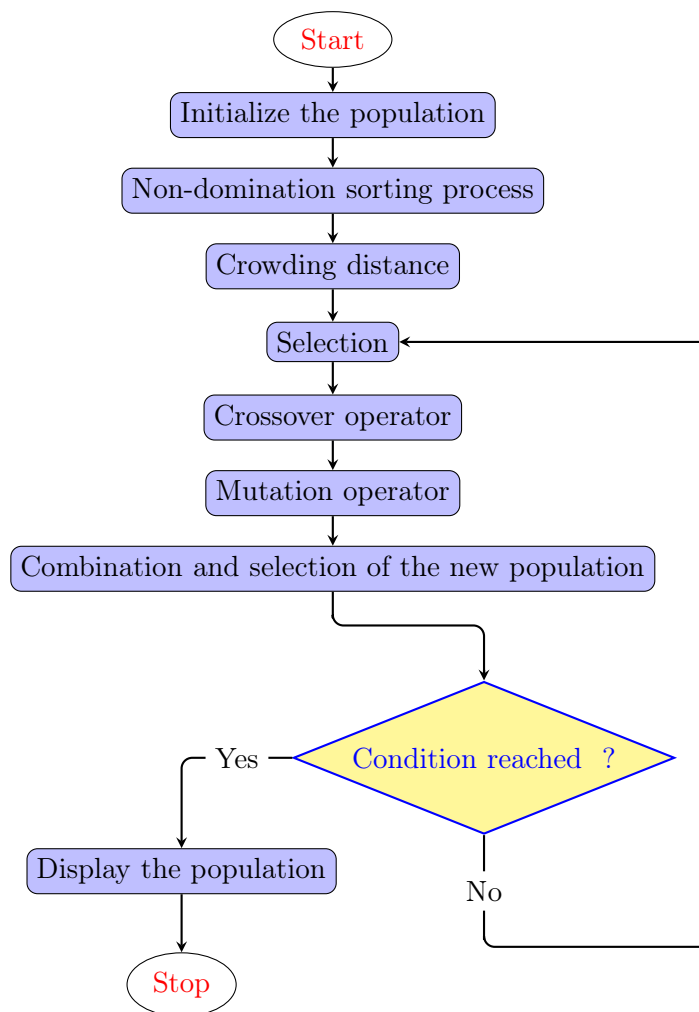 Start
Initialize the population
Non-domination sorting process
Crowding distance
Selection
Crossover operator
Mutation operator
Combination and selection of the new population
Condition reached ?
Yes
Display the population
No
Stop